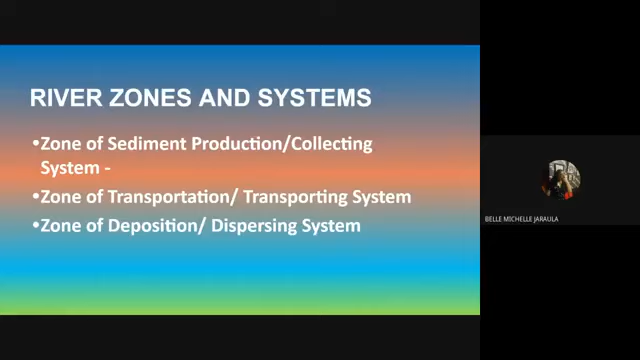 RIVER ZONES AND SYSTEMS
•Zone of Sediment Production/Collecting
System -
•Zone of Transportation/ Transporting System
•Zone of Deposition/ Dispersing System
BELLE MICHELLE JARAULA